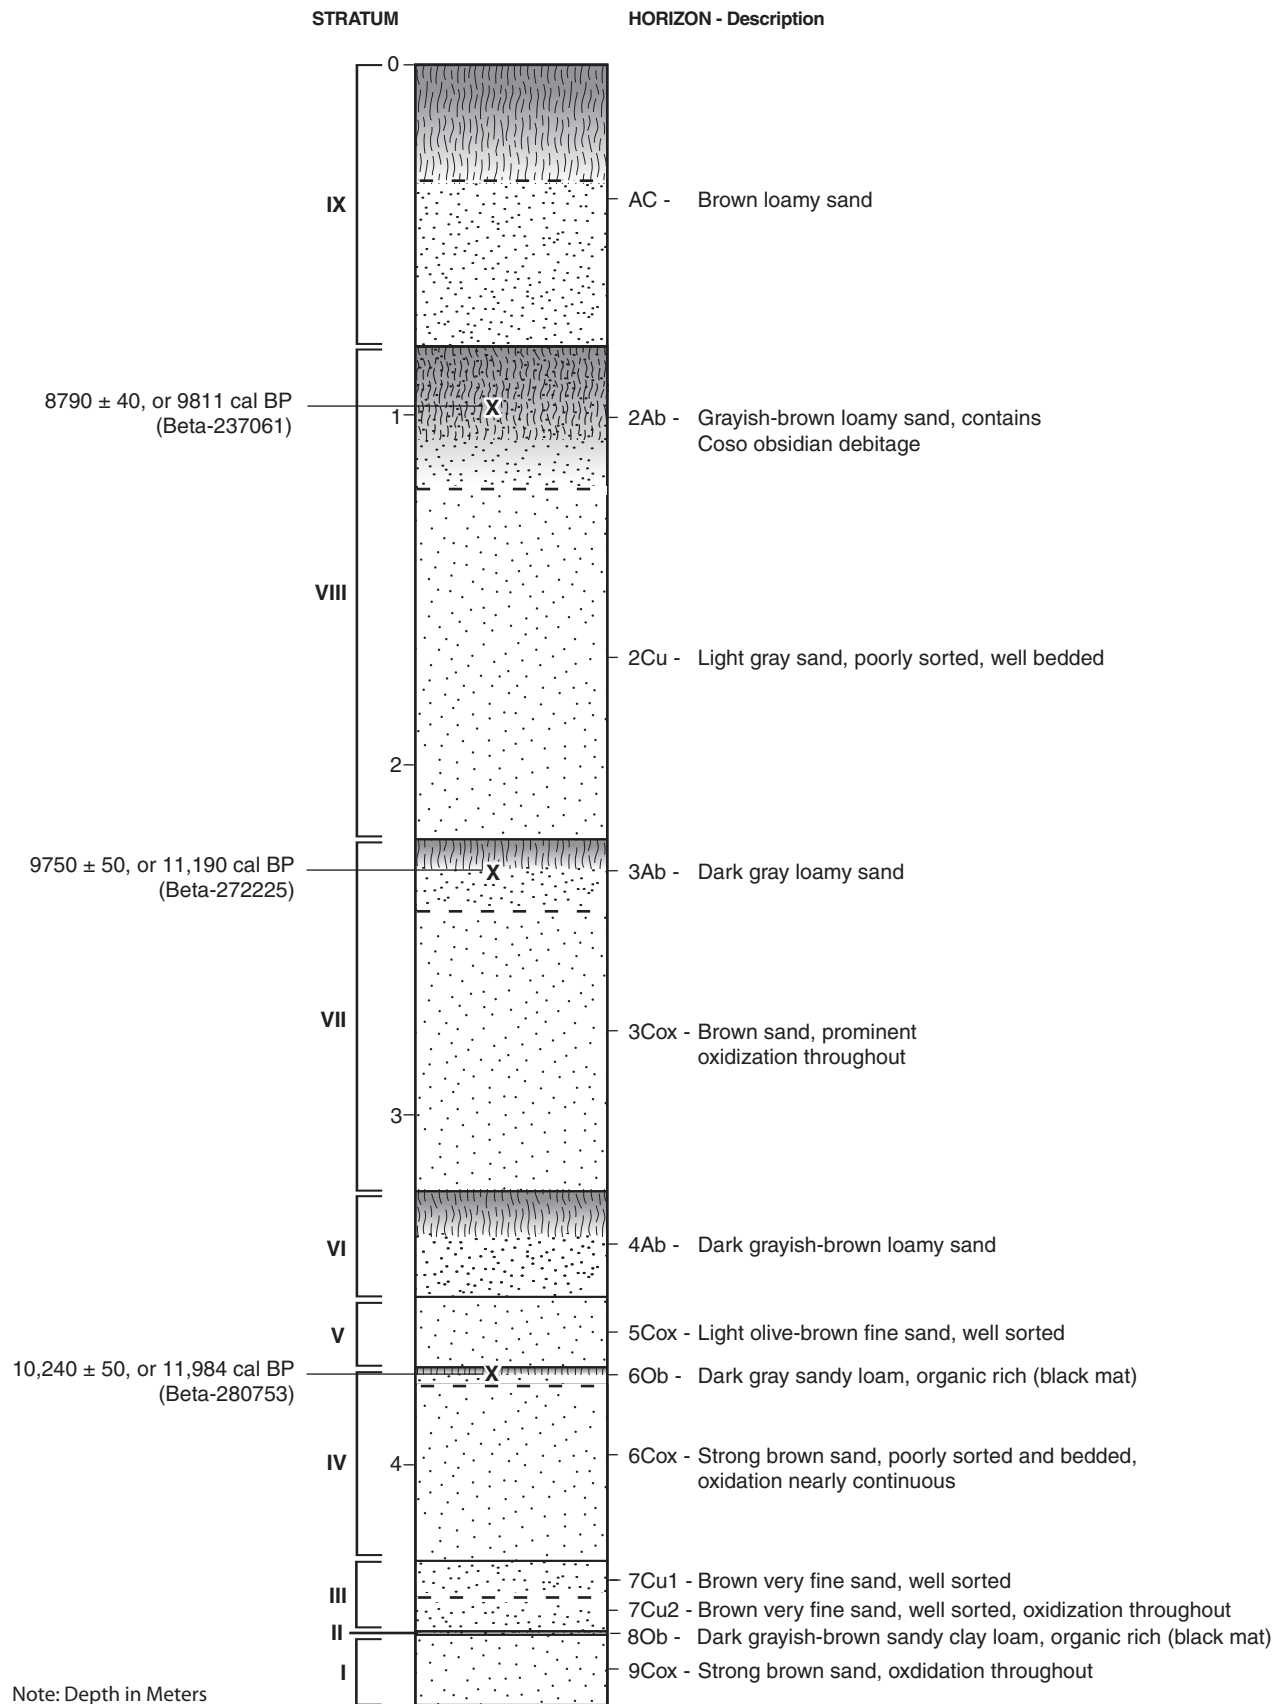 STRATUM HORIZON - Description
0
IX
AC - Brown loamy sand
8790 ± 40, or 9811 cal BP
(Beta-237061)
X
1
2Ab - Grayish-brown loamy sand, contains
Coso obsidian debitage
VIII
2Cu - Light gray sand, poorly sorted, well bedded
2
9750 ± 50, or 11,190 cal BP
(Beta-272225)
X
3Ab - Dark gray loamy sand
VII
3Cox - Brown sand, prominent
oxidization throughout
3
VI
4Ab - Dark grayish-brown loamy sand
V
5Cox - Light olive-brown fine sand, well sorted
10,240 ± 50, or 11,984 cal BP
(Beta-280753)
X
6Ob - Dark gray sandy loam, organic rich (black mat)
IV
4
6Cox - Strong brown sand, poorly sorted and bedded,
oxidation nearly continuous
III
7Cu1 - Brown very fine sand, well sorted
7Cu2 - Brown very fine sand, well sorted, oxidization throughout
II
8Ob - Dark grayish-brown sandy clay loam, organic rich (black mat)
I
9Cox - Strong brown sand, oxdidation throughout
Note: Depth in Meters